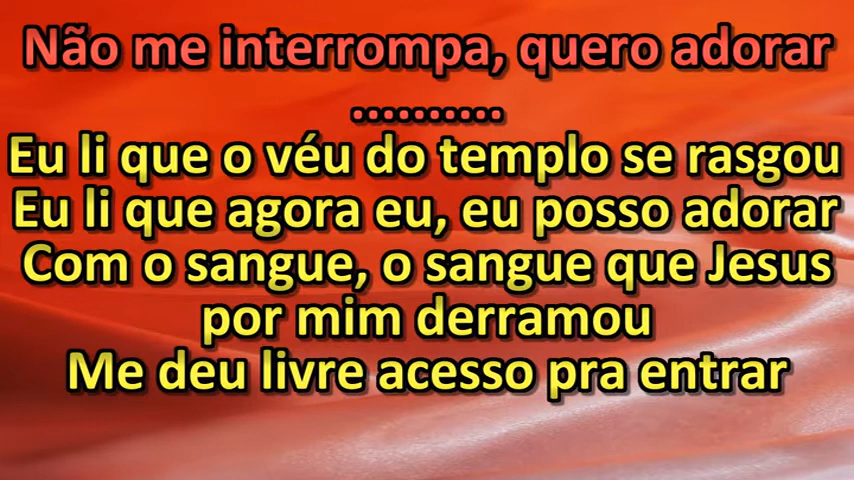 Não me interrompa, quero adorar
..........
Eu li que o véu do templo se rasgou
Eu li que agora eu, eu posso adorar
Com o sangue, o sangue que Jesus
por mim derramou
Me deu livre acesso pra entrar